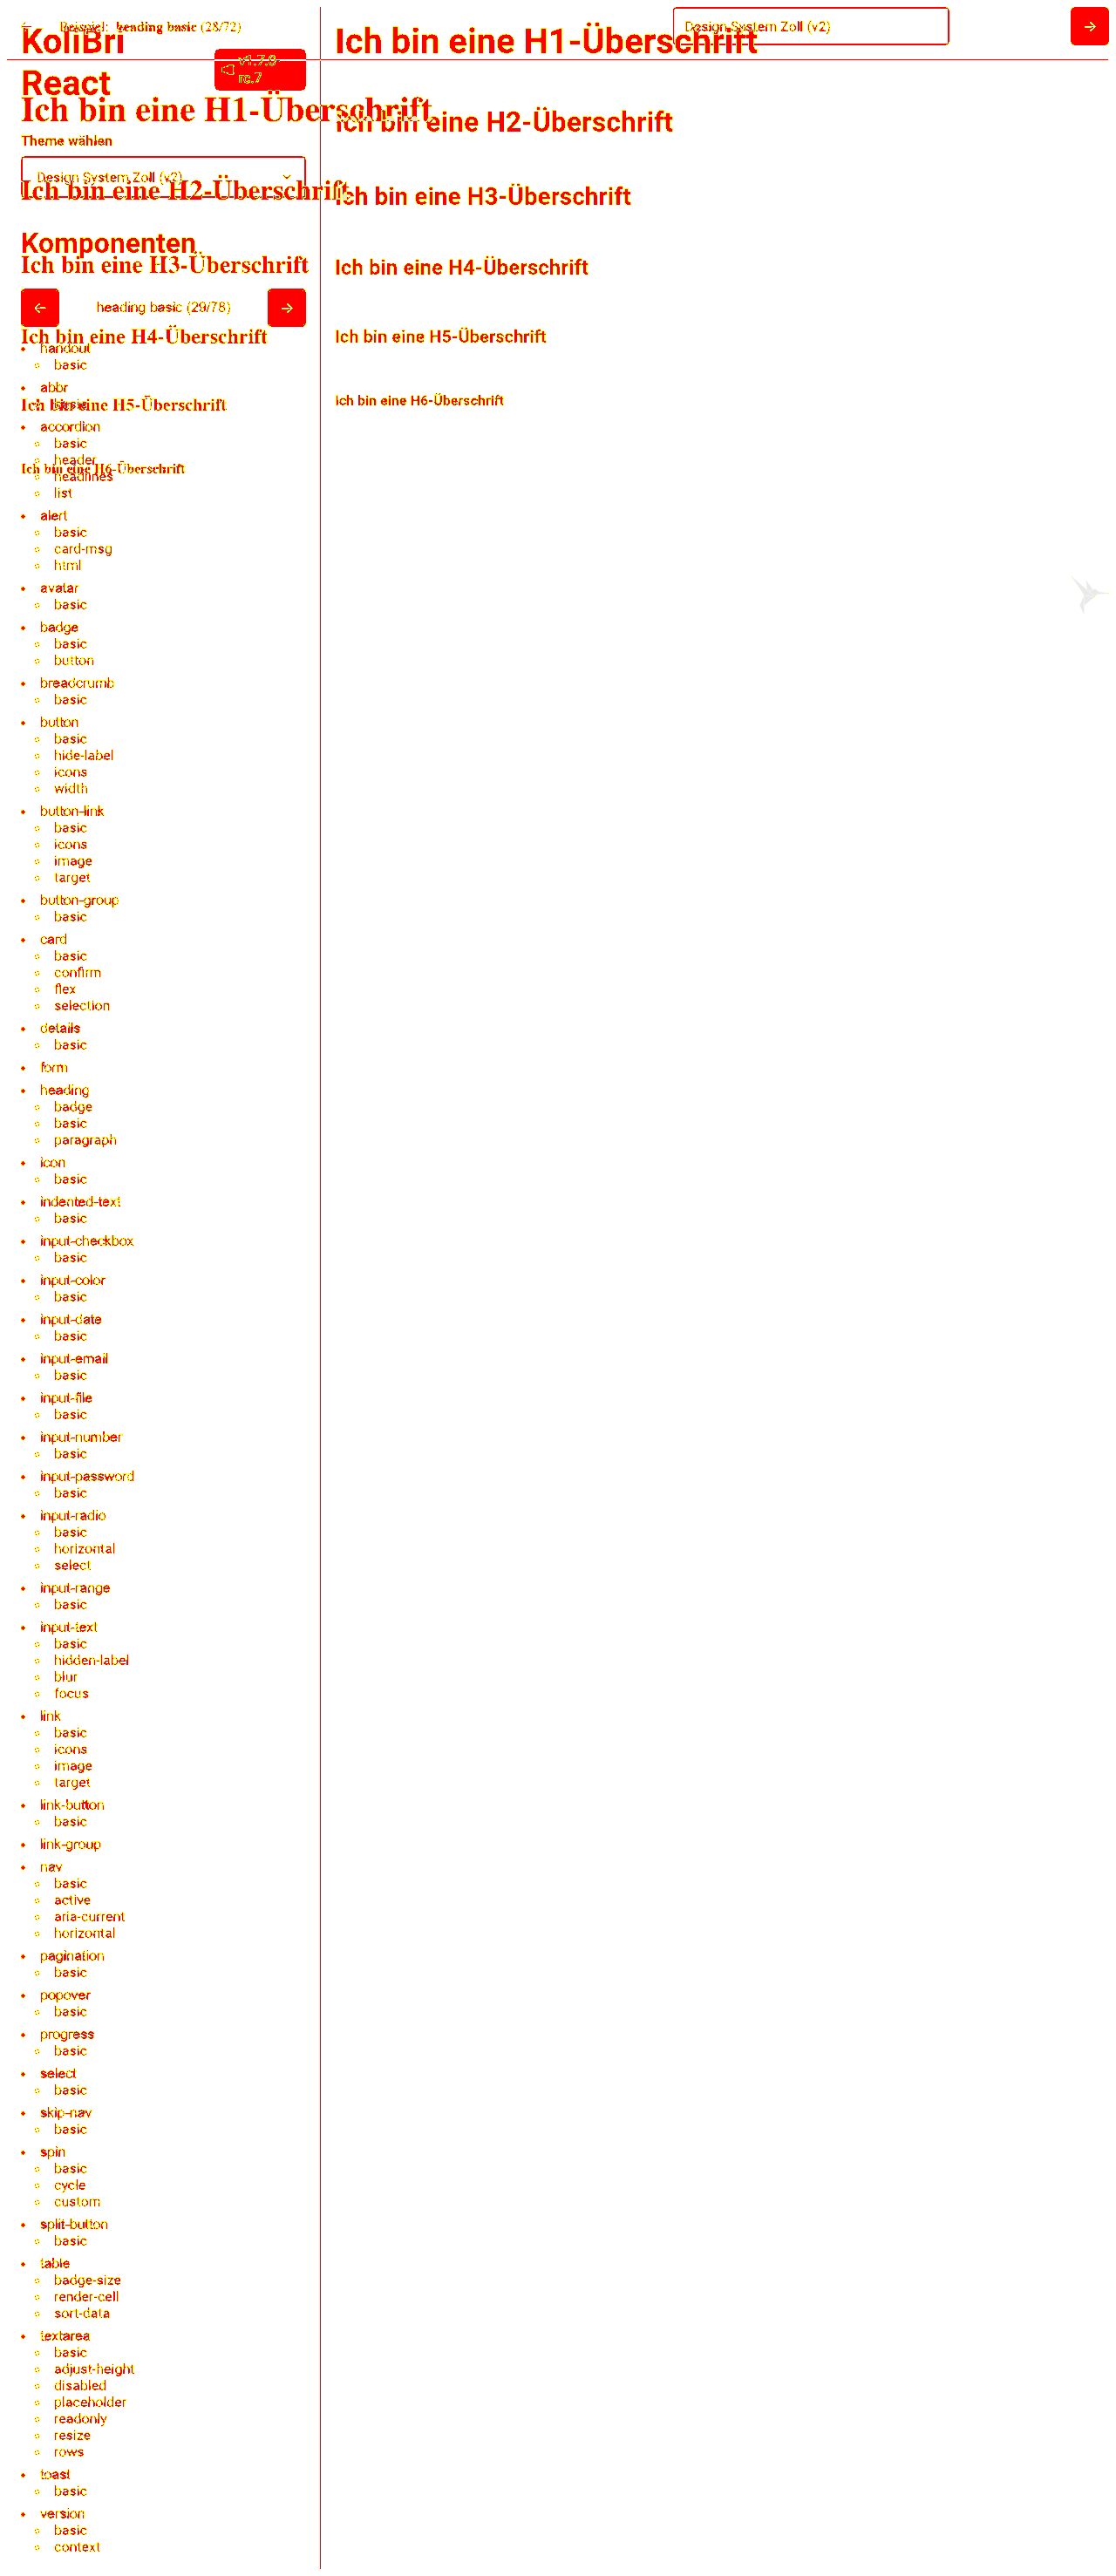 Beispiel: heading basic (28/72)
Design System Zoll (v2)
KoliBri
React
v1.7.0-
rc.7
Ich bin eine H1-Überschrift
Theme wählen
Design System Zoll (v2)
Ich bin eine H2-Überschrift
Komponenten
Ich bin eine H3-Überschrift
heading basic (29/78)
Ich bin eine H4-Überschrift
handout
basic
abbr
basic
Ich bin eine H5-Überschrift
accordion
basic
header
Ich bin eine H6-Überschrift
headlines
list
alert
basic
card-msg
html
avatar
basic
badge
basic
button
breadcrumb
basic
button
basic
hide-label
icons
width
button-link
basic
icons
image
target
button-group
basic
card
basic
confirm
flex
selection
details
basic
form
heading
badge
basic
paragraph
icon
basic
indented-text
basic
input-checkbox
basic
input-color
basic
input-date
basic
input-email
basic
input-file
basic
input-number
basic
input-password
basic
input-radio
basic
horizontal
select
input-range
basic
input-text
basic
hidden-label
blur
focus
link
basic
icons
image
target
link-button
basic
link-group
nav
basic
active
aria-current
horizontal
pagination
basic
popover
basic
progress
basic
select
basic
skip-nav
basic
spin
basic
cycle
custom
split-button
basic
table
badge-size
render-cell
sort-data
textarea
basic
adjust-height
disabled
placeholder
readonly
resize
rows
toast
basic
version
basic
context
Ich bin eine H1-Überschrift
Ich bin eine H2-Überschrift
Ich bin eine H3-Überschrift
Ich bin eine H4-Überschrift
Ich bin eine H5-Überschrift
Ich bin eine H6-Überschrift